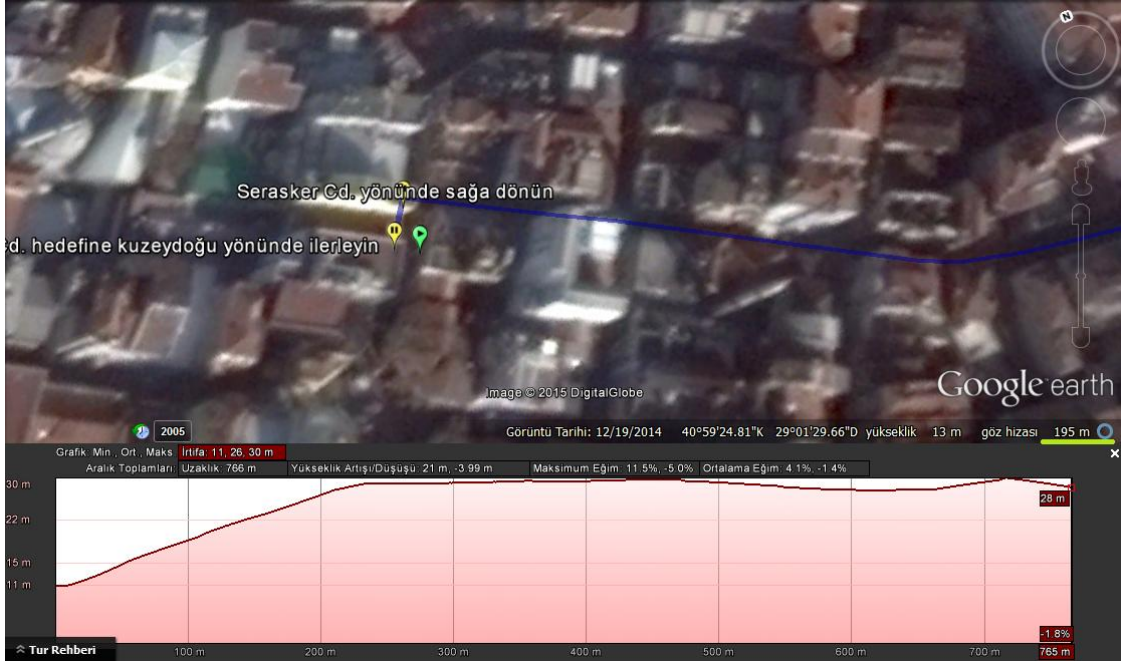 N
Serasker Cd. yönünde sağa dönün
d. hedefine kuzeydoğu yönünde ilerleyin
Image © 2015 DigitalGlobe
Google earth
2005
Görüntü Tarihi: 12/19/2014 40°59'24.81"K 29°01'29.66"D yükseklik 13 m göz hizası 195 m
Grafik: Min., Ort., Maks İrtifa: 11, 26, 30 m
Aralık Toplamları: Uzaklık: 766 m Yükseklik Artışı/Düşüşü: 21 m, -3.99 m Maksimum Eğim: 11.5%, -5.0% Ortalama Eğim: 4.1%, -1.4%
30 m
28 m
22 m
15 m
11 m
-1.8%
Tur Rehberi 100 m 200 m 300 m 400 m 500 m 600 m 700 m 765 m